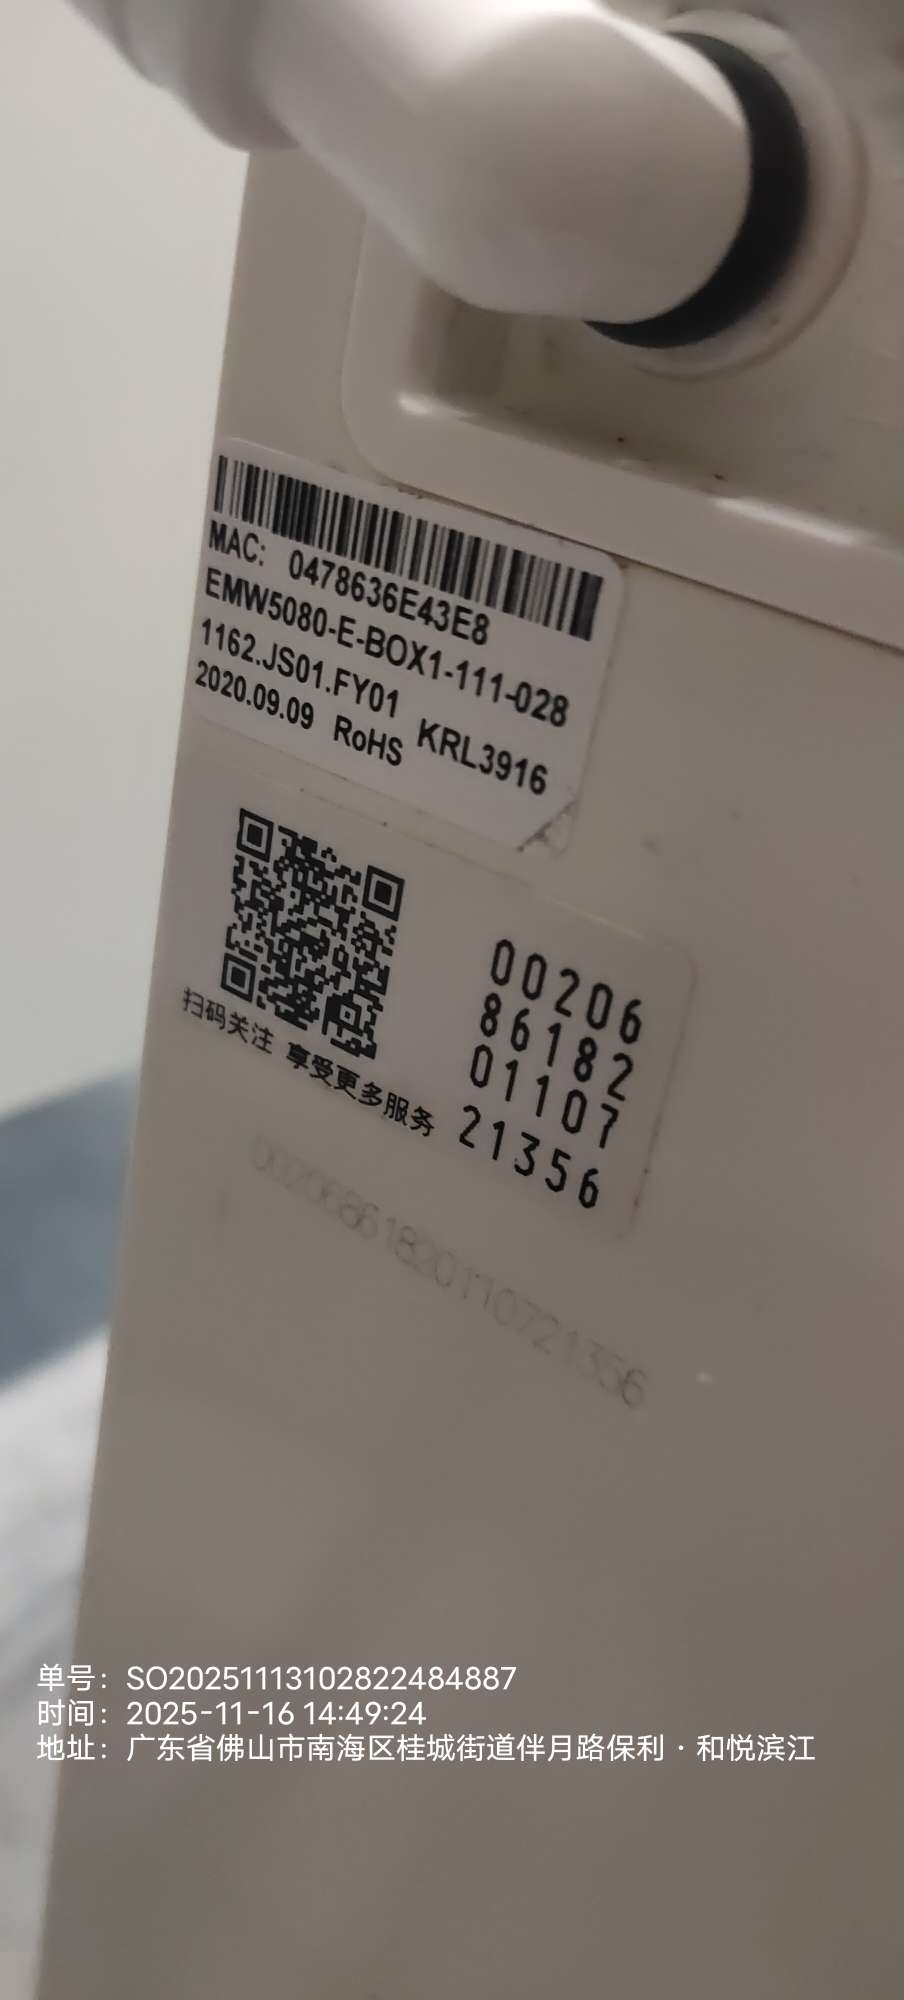 MAC: 0478636E43E8
EMW5080-E-BOX1-111-028
1162.JS01.FY01 KRL3916
2020.09.09 RoHS
扫码关注 享受更多服务
00206
86182
01107
21356
00206861820110721356
单号：SO20251113102822484887
时间：2025-11-16 14:49:24
地址：广东省佛山市南海区桂城街道伴月路保利·和悦滨江